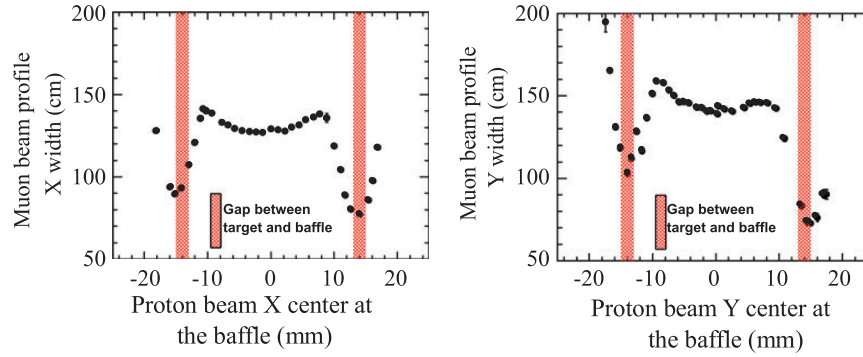 200
150
100
50
Muon beam profile
X width (cm)
Gap between
target and baffle
-20
-10
0
10
20
Proton beam X center at
the baffle (mm)
200
150
100
50
Muon beam profile
Y width (cm)
Gap between
target and baffle
-20
-10
0
10
20
Proton beam Y center at
the baffle (mm)